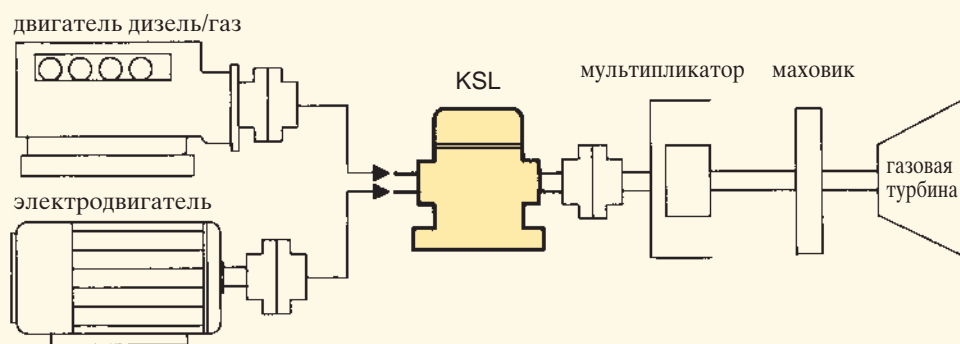 двигатель дизель/газ
KSL
мультипликатор маховик
газовая
турбина
электродвигатель